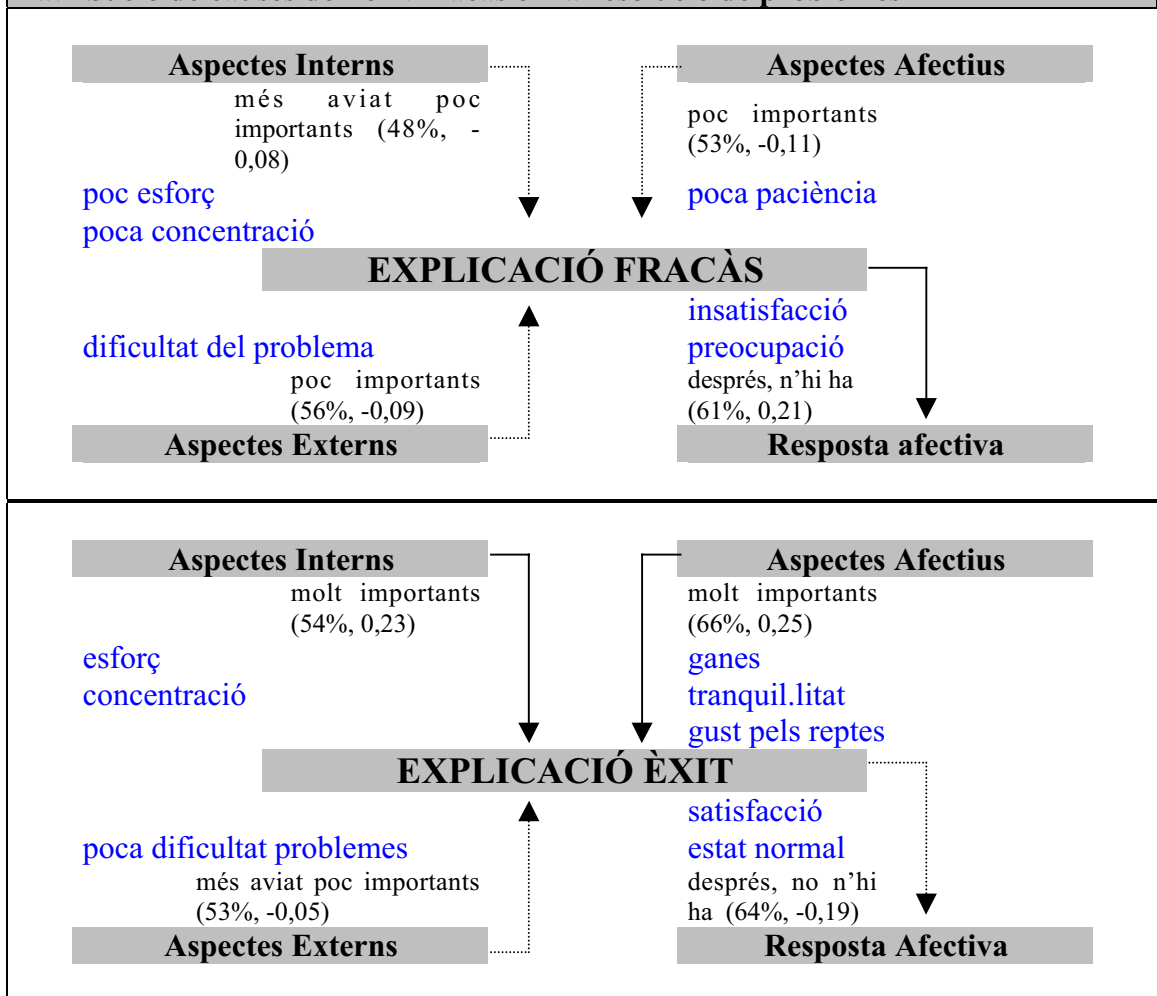 Aspectes Interns
Aspectes Afectius
més aviat poc
importants (48%, -
0,08)
poc importants
(53%, -0,11)
poc esforç
poca concentració
poca paciència
EXPLICACIÓ FRACÀS
insatisfacció
preocupació
després, n’hi ha
(61%, 0,21)
dificultat del problema
poc importants
(56%, -0,09)
Aspectes Externs
Resposta afectiva
Aspectes Interns
Aspectes Afectius
molt importants
(54%, 0,23)
molt importants
(66%, 0,25)
esforç
concentració
ganes
tranquil.litat
gust pels reptes
EXPLICACIÓ ÈXIT
satisfacció
estat normal
després, no n’hi
ha (64%, -0,19)
poca dificultat problemes
més aviat poc importants
(53%, -0,05)
Aspectes Externs
Resposta Afectiva